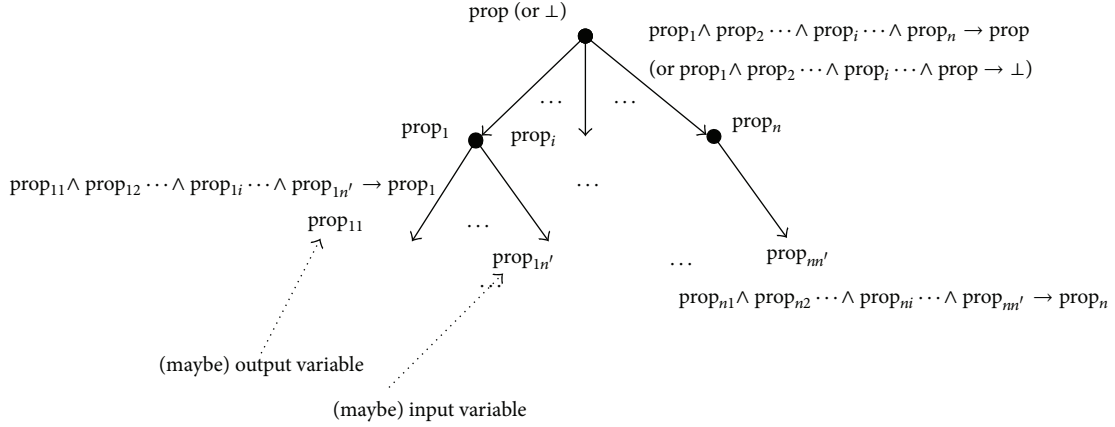 prop (or ⊥)
prop₁ ∧ prop₂ ⋯ ∧ propᵢ ⋯ ∧ propₙ → prop
(or prop₁ ∧ prop₂ ⋯ ∧ propᵢ ⋯ ∧ prop → ⊥)
⋯ ⋯
prop₁ propᵢ propₙ
prop₁₁ ∧ prop₁₂ ⋯ ∧ prop₁ᵢ ⋯ ∧ prop₁ₙ′ → prop₁
⋯
prop₁₁
⋯
prop₁ₙ′ ⋯ propₙₙ′
⋯
propₙ₁ ∧ propₙ₂ ⋯ ∧ propₙᵢ ⋯ ∧ propₙₙ′ → propₙ
(maybe) output variable
(maybe) input variable